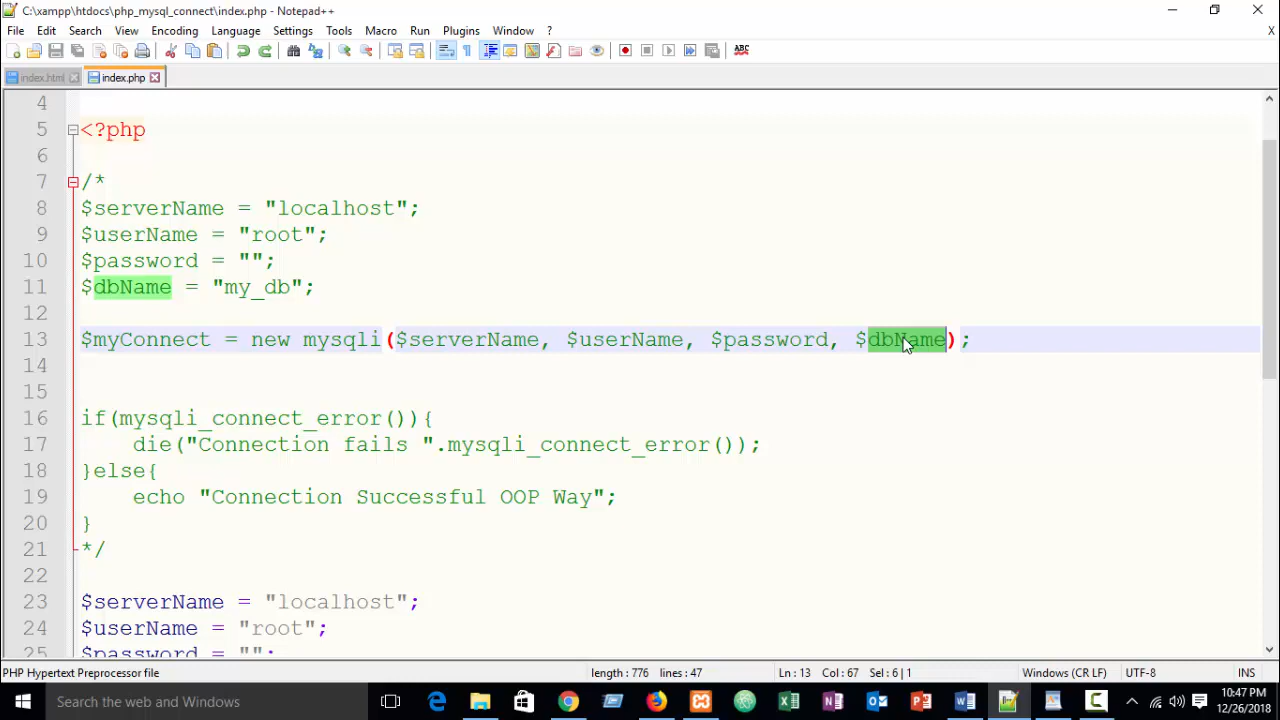 C:\xampp\htdocs\php_mysql_connect\index.php - Notepad++
File Edit Search View Encoding Language Settings Tools Macro Run Plugins Window ? X
ABC
index.html index.php
4
5 <?php
6
7 /*
8 $serverName = "localhost";
9 $userName = "root";
10 $password = "";
11 $dbName = "my_db";
12
13 $myConnect = new mysqli($serverName, $userName, $password, $dbName);
14
15
16 if(mysqli_connect_error()){
17 die("Connection fails ".mysqli_connect_error());
18 }else{
19 echo "Connection Successful OOP Way";
20 }
21 */
22
23 $serverName = "localhost";
24 $userName = "root";
25 $password = "";
PHP Hypertext Preprocessor file length : 776 lines : 47 Ln : 13 Col : 67 Sel : 6 | 1 Windows (CR LF) UTF-8 INS
Search the web and Windows
10:47 PM
12/26/2018